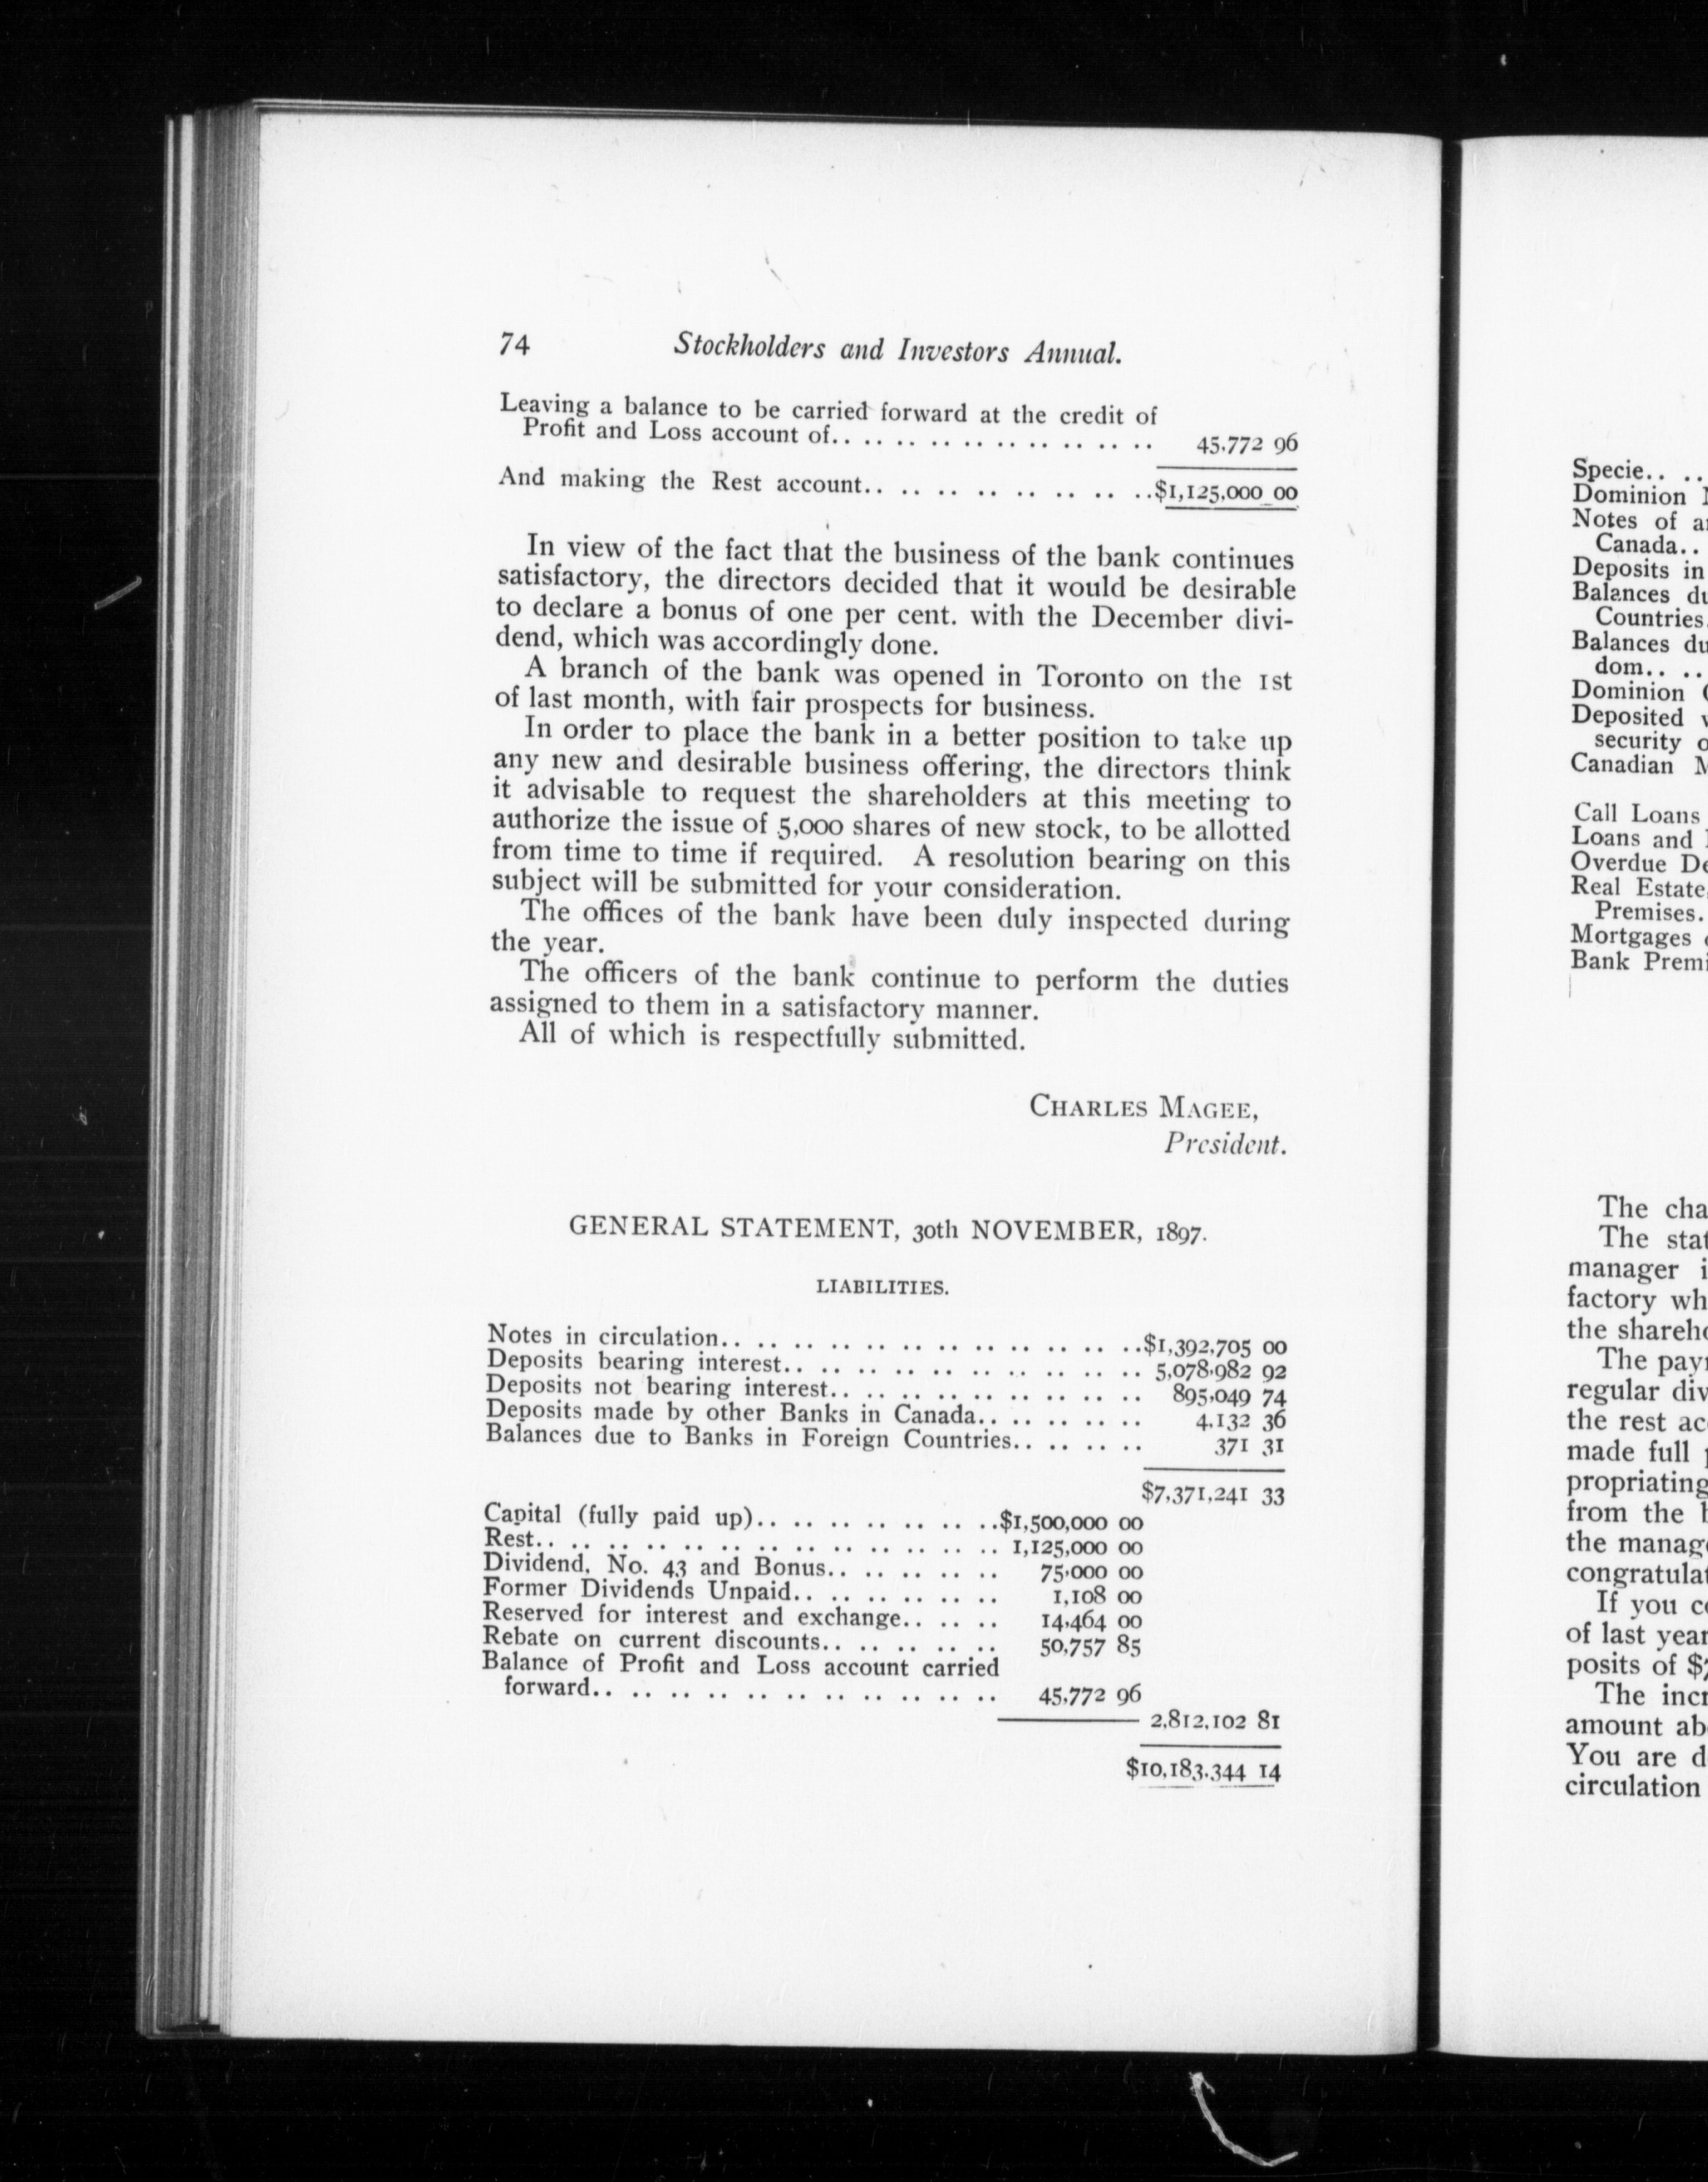 74 Stockholders and Investors Annual.
Leaving a balance to be carried forward at the credit of
Profit and Loss account of.. .. .. .. .. .. .. .. .. .. 45,772 96
And making the Rest account.. .. .. .. .. .. .. ..$1,125,000 00
In view of the fact that the business of the bank continues
satisfactory, the directors decided that it would be desirable
to declare a bonus of one per cent. with the December divi-
dend, which was accordingly done.
A branch of the bank was opened in Toronto on the 1st
of last month, with fair prospects for business.
In order to place the bank in a better position to take up
any new and desirable business offering, the directors think
it advisable to request the shareholders at this meeting to
authorize the issue of 5,000 shares of new stock, to be allotted
from time to time if required. A resolution bearing on this
subject will be submitted for your consideration.
The offices of the bank have been duly inspected during
the year.
The officers of the bank continue to perform the duties
assigned to them in a satisfactory manner.
All of which is respectfully submitted.
CHARLES MAGEE,
President.
GENERAL STATEMENT, 30th NOVEMBER, 1897.
LIABILITIES.
Notes in circulation.. .. .. .. .. .. .. .. .. .. .. ..$1,392,705 00
Deposits bearing interest.. .. .. .. .. .. .. .. .. .. 5,078,982 92
Deposits not bearing interest.. .. .. .. .. .. .. .. .. 895,049 74
Deposits made by other Banks in Canada.. .. .. .. .. 4,132 36
Balances due to Banks in Foreign Countries.. .. .. .. 371 31
$7,371,241 33
Capital (fully paid up).. .. .. .. .. .. ..$1,500,000 00
Rest.. .. .. .. .. .. .. .. .. .. .. .. .. 1,125,000 00
Dividend, No. 43 and Bonus.. .. .. .. .. 75,000 00
Former Dividends Unpaid.. .. .. .. .. .. 1,108 00
Reserved for interest and exchange.. .. .. 14,464 00
Rebate on current discounts.. .. .. .. .. 50,757 85
Balance of Profit and Loss account carried
forward.. .. .. .. .. .. .. .. .. .. .. 45,772 96
2,812,102 81
$10,183,344 14
Specie.. ..
Dominion
Notes of
Canada..
Deposits in
Balances
Countries.
Balances
dom.. ..
Dominion
Deposited
security
Canadian
Call Loans
Loans and
Overdue
Real Estate
Premises.
Mortgages
Bank
The
The
manager
factory
the
The
regular
the rest
made full
propriating
from the
the
If you
of last year
posits of
The
amount
You are
circulation